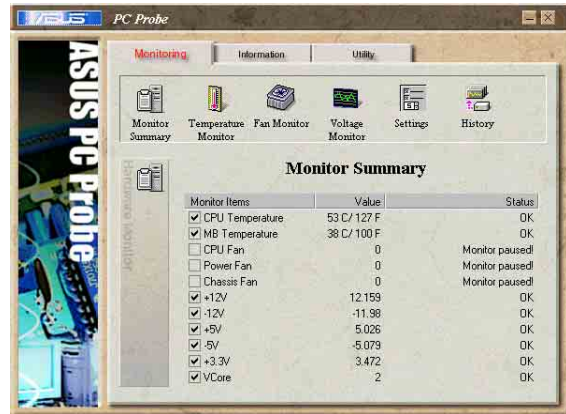 ASUS PC Probe
Monitoring Information Utility
Monitor Summary
Temperature Monitor
Fan Monitor
Voltage Monitor
Settings
History
ASUS PC Probe
Hardware Monitor
Monitor Summary
Monitor Items Value Status
CPU Temperature 53 C/ 127 F OK
MB Temperature 38 C/ 100 F OK
CPU Fan 0 Monitor paused!
Power Fan 0 Monitor paused!
Chassis Fan 0 Monitor paused!
+12V 12.159 OK
-12V -11.98 OK
+5V 5.026 OK
-5V -5.079 OK
+3.3V 3.472 OK
VCore 2 OK